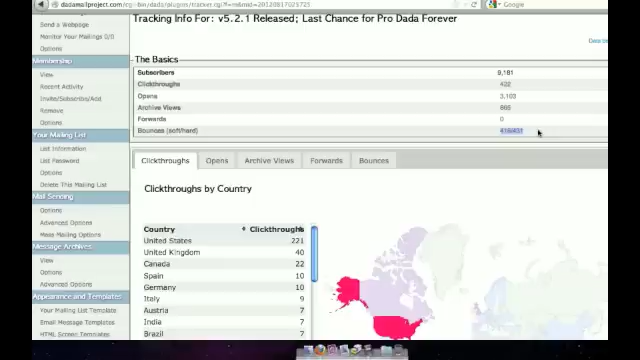 dadamailproject.com
Google
Send a Webpage
Monitor Your Mailings 0/0
Options
Membership
View
Recent Activity
Invite/Subscribe/Add
Remove
Options
Your Mailing List
List Information
List Password
Options
Delete This Mailing List
Mail Sending
Options
Advanced Options
Mass Mailing Options
Message Archives
View
Options
Advanced Options
Appearance and Templates
Your Mailing List Template
Email Message Templates
HTML Screen Templates
Tracking Info For: v5.2.1 Released; Last Chance for Pro Dada Forever
The Basics
Subscribers 9,181
Clickthroughs 422
Opens 3,103
Archive Views
Forwards 0
Bounces (soft/hard)
Clickthroughs Opens Archive Views Forwards Bounces
Clickthroughs by Country
Country Clickthroughs
United States 221
United Kingdom 40
Canada 22
Spain 10
Germany 10
Italy 9
Austria 7
India 7
Brazil 7